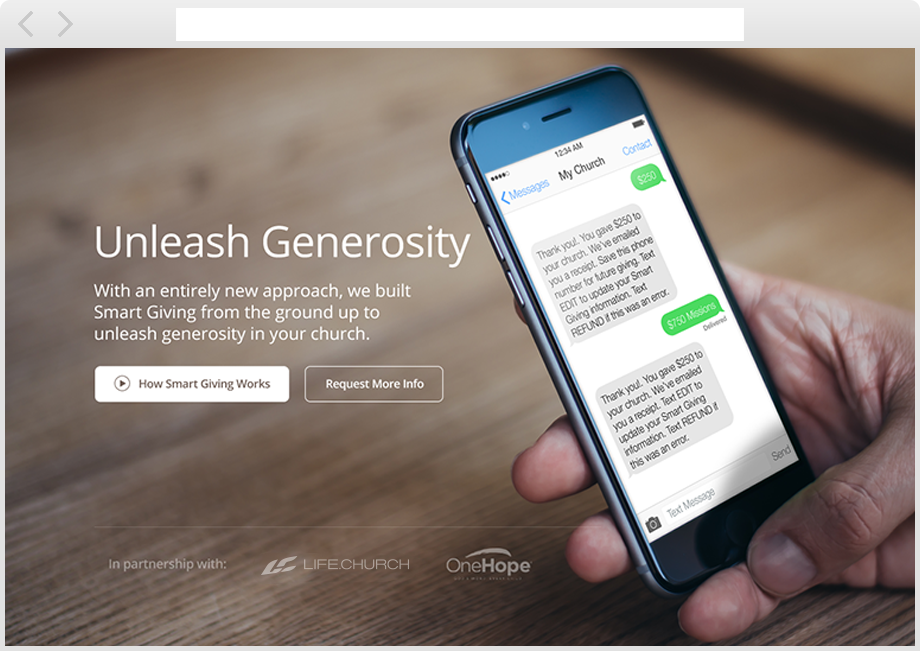 Unleash Generosity
With an entirely new approach, we built
Smart Giving from the ground up to
unleash generosity in your church.
How Smart Giving Works
Request More Info
In partnership with:
LIFE.CHURCH
OneHope
12:34 AM
Messages
My Church
Contact
$250
Thank you!. You gave $250 to
your church. We've emailed
you a receipt. Save this phone
number for future giving. Text
EDIT to update your Smart
Giving information. Text
REFUND if this was an error.
$750 Missions
Delivered
Thank you!. You gave $250 to
your church. We've emailed
you a receipt. Text EDIT to
update your Smart Giving
information. Text REFUND if
this was an error.
Text Message
Send